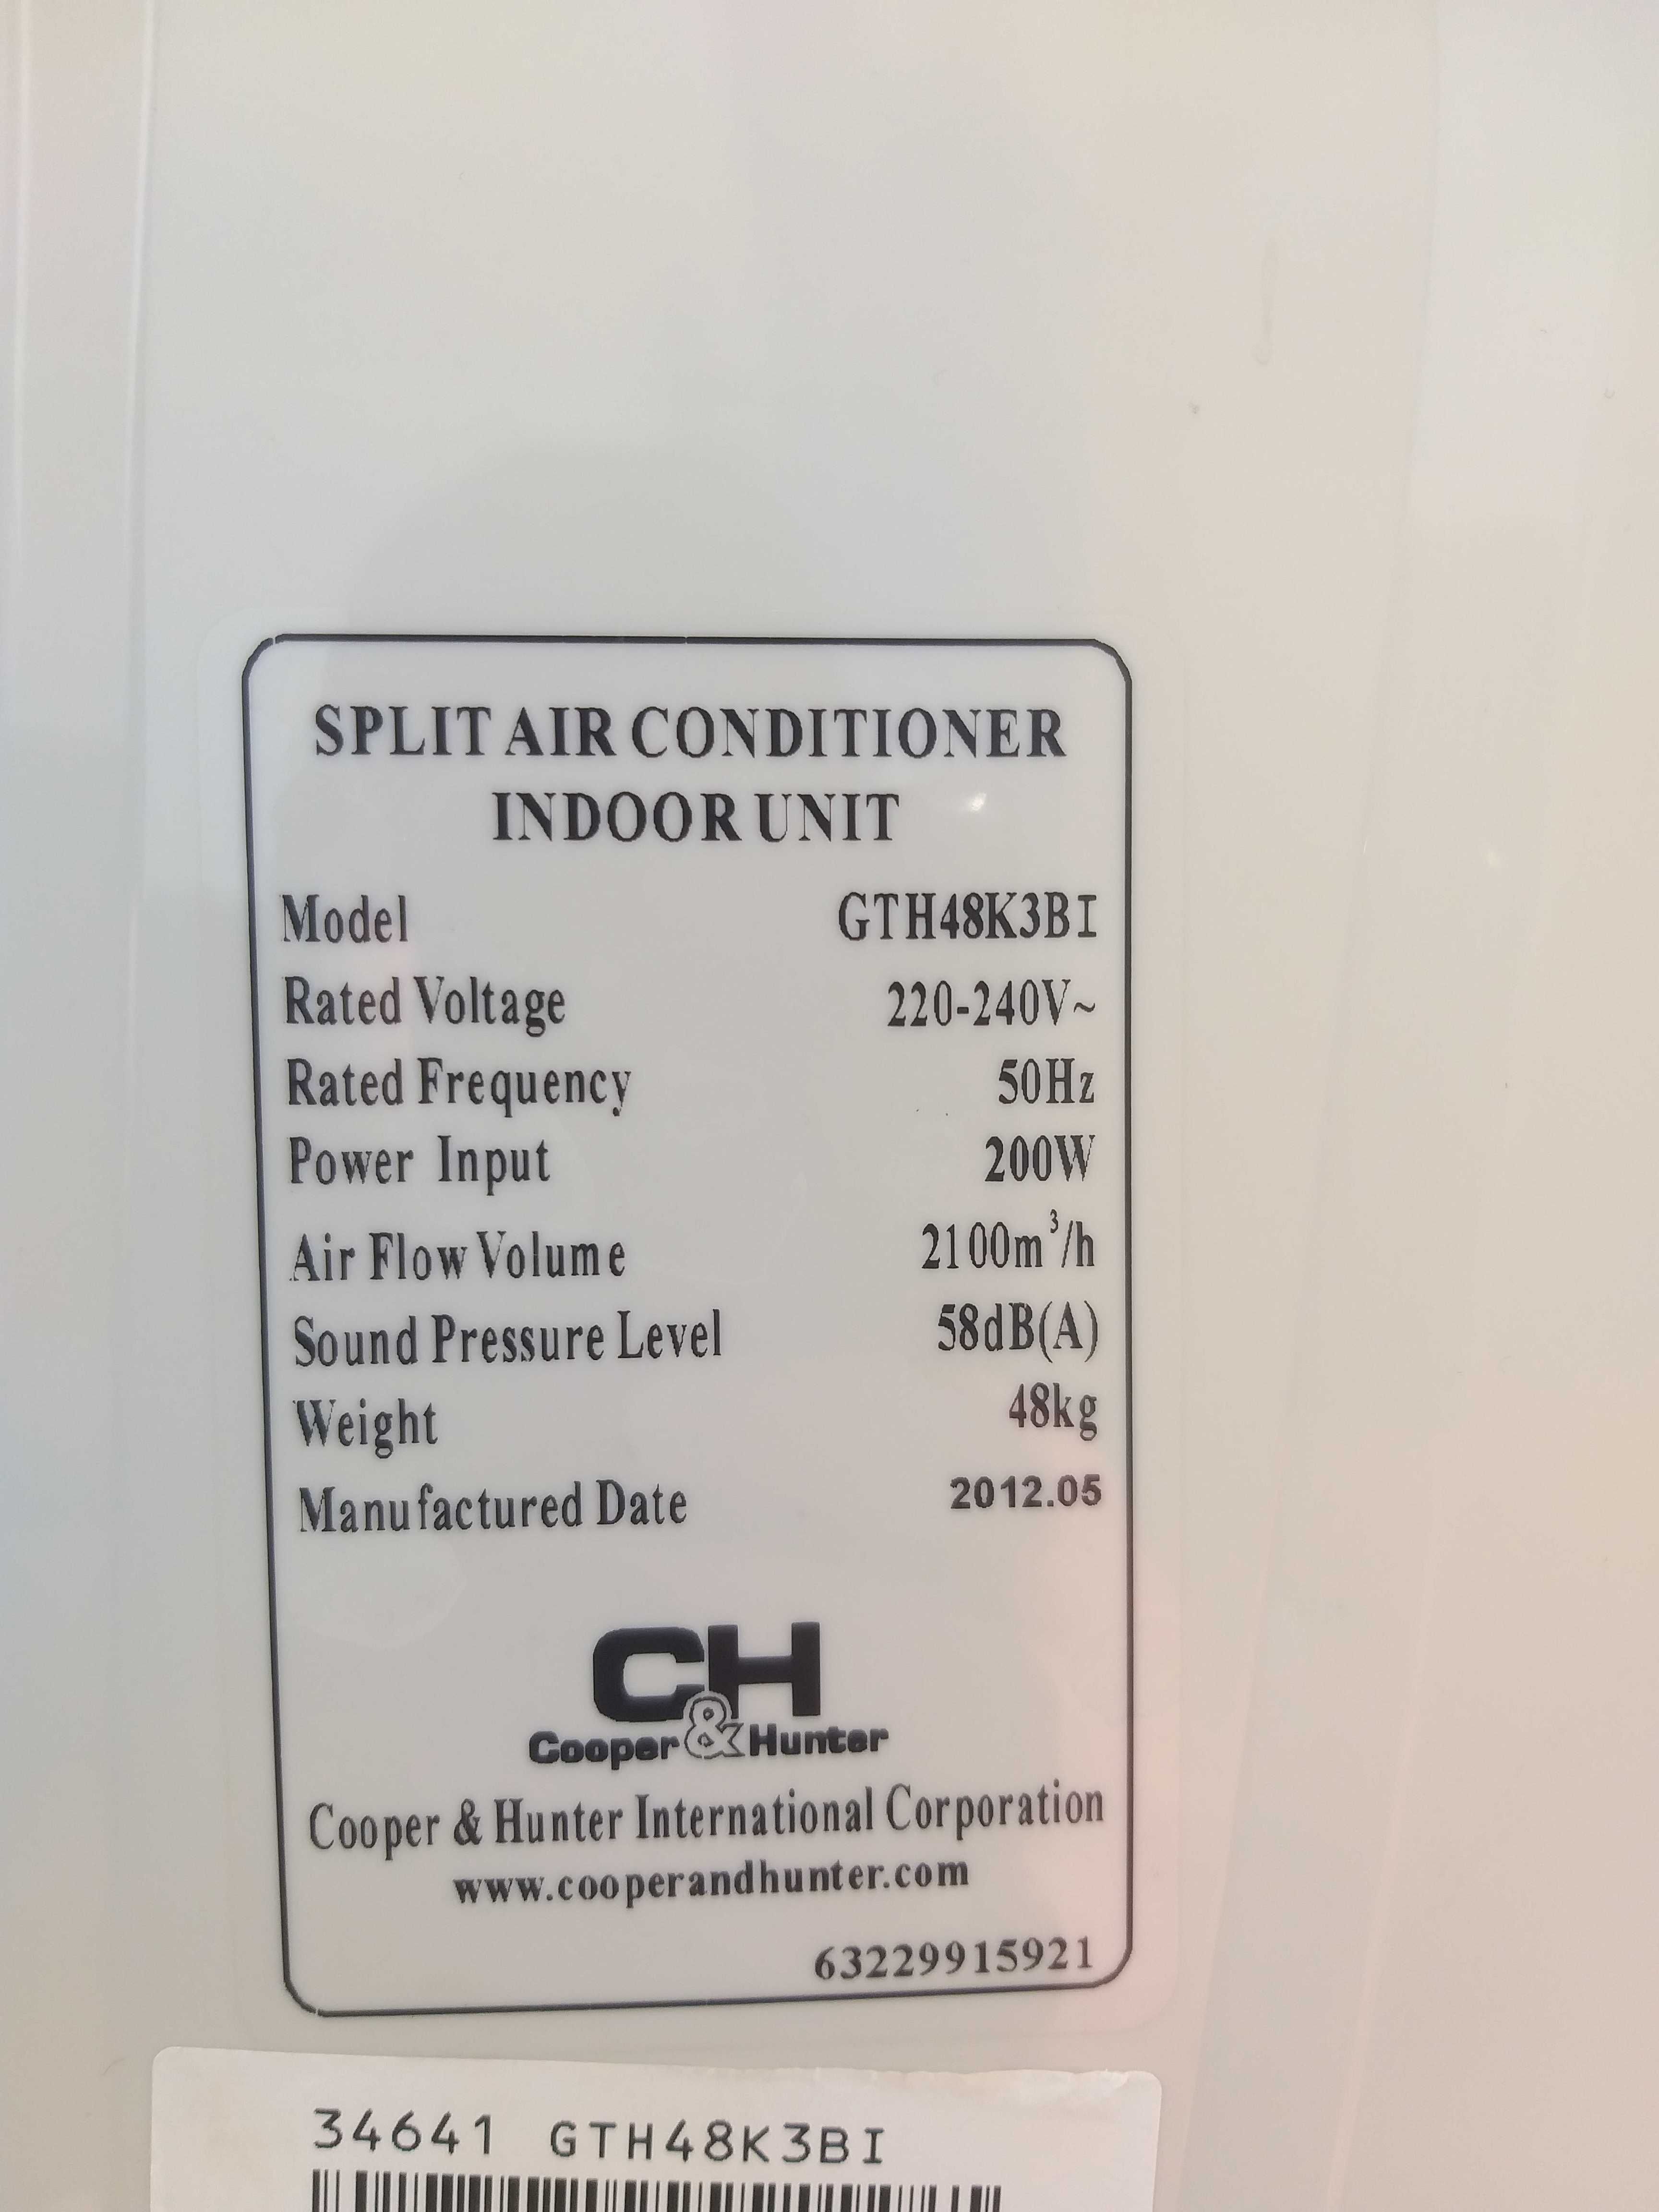 SPLIT AIR CONDITIONER
INDOOR UNIT
Model GTH48K3BI
Rated Voltage 220-240V~
Rated Frequency 50Hz
Power Input 200W
Air Flow Volume 2100m³/h
Sound Pressure Level 58dB(A)
Weight 48kg
Manufactured Date 2012.05
C&H
Cooper & Hunter
Cooper & Hunter International Corporation
www.cooperandhunter.com
63229915921
34641 GTH48K3BI